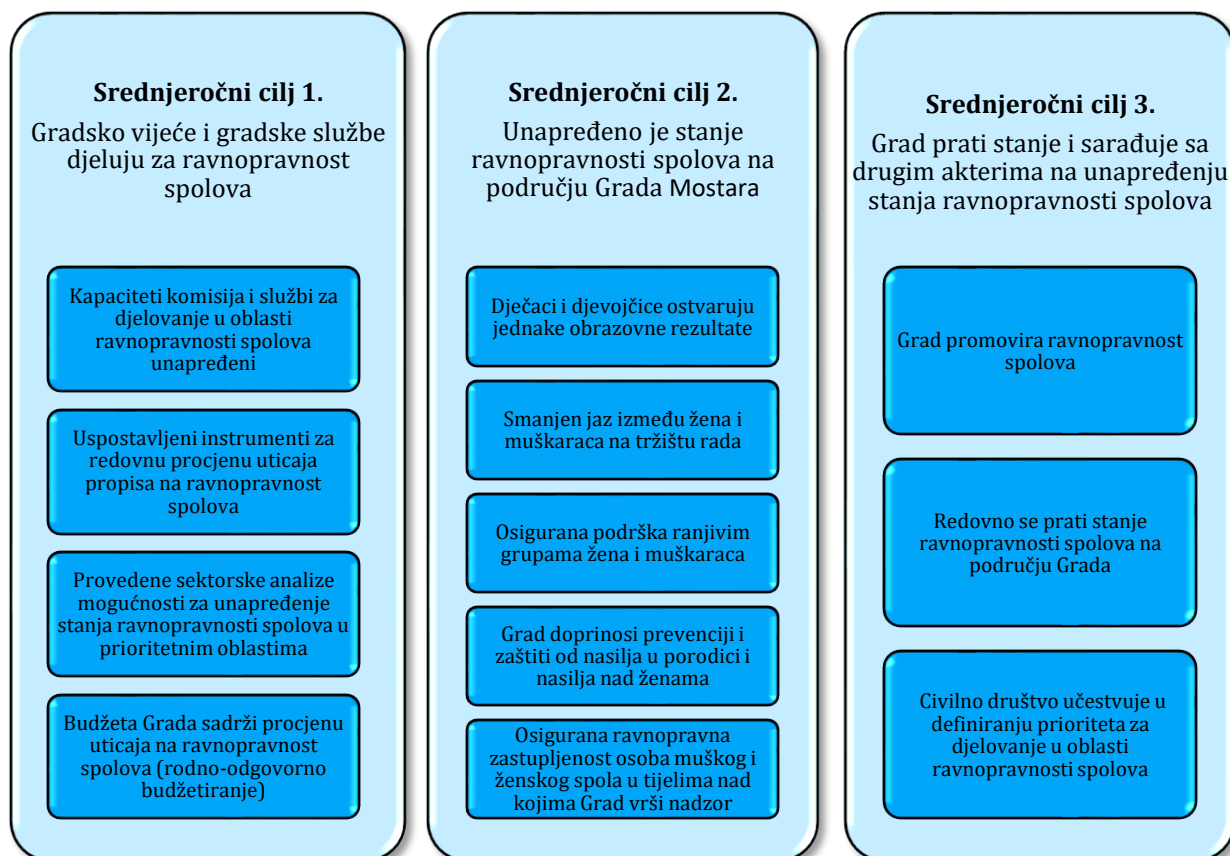 Srednjeročni cilj 1.
Gradsko vijeće i gradske službe
djeluju za ravnopravnost
spolova
Kapaciteti komisija i službi za
djelovanje u oblasti
ravnopravnosti spolova
unapređeni
Uspostavljeni instrumenti za
redovnu procjenu uticaja
propisa na ravnopravnost
spolova
Provedene sektorske analize
mogućnosti za unapređenje
stanja ravnopravnosti spolova u
prioritetnim oblastima
Budžeta Grada sadrži procjenu
uticaja na ravnopravnost
spolova (rodno-odgovorno
budžetiranje)
Srednjeročni cilj 2.
Unapređeno je stanje
ravnopravnosti spolova na
području Grada Mostara
Dječaci i djevojčice ostvaruju
jednake obrazovne rezultate
Smanjen jaz između žena i
muškaraca na tržištu rada
Osigurana podrška ranjivim
grupama žena i muškaraca
Grad doprinosi prevenciji i
zaštiti od nasilja u porodici i
nasilja nad ženama
Osigurana ravnopravna
zastupljenost osoba muškog i
ženskog spola u tijelima nad
kojima Grad vrši nadzor
Srednjeročni cilj 3.
Grad prati stanje i sarađuje sa
drugim akterima na unapređenju
stanja ravnopravnosti spolova
Grad promovira ravnopravnost
spolova
Redovno se prati stanje
ravnopravnosti spolova na
području Grada
Civilno društvo učestvuje u
definiranju prioriteta za
djelovanje u oblasti
ravnopravnosti spolova